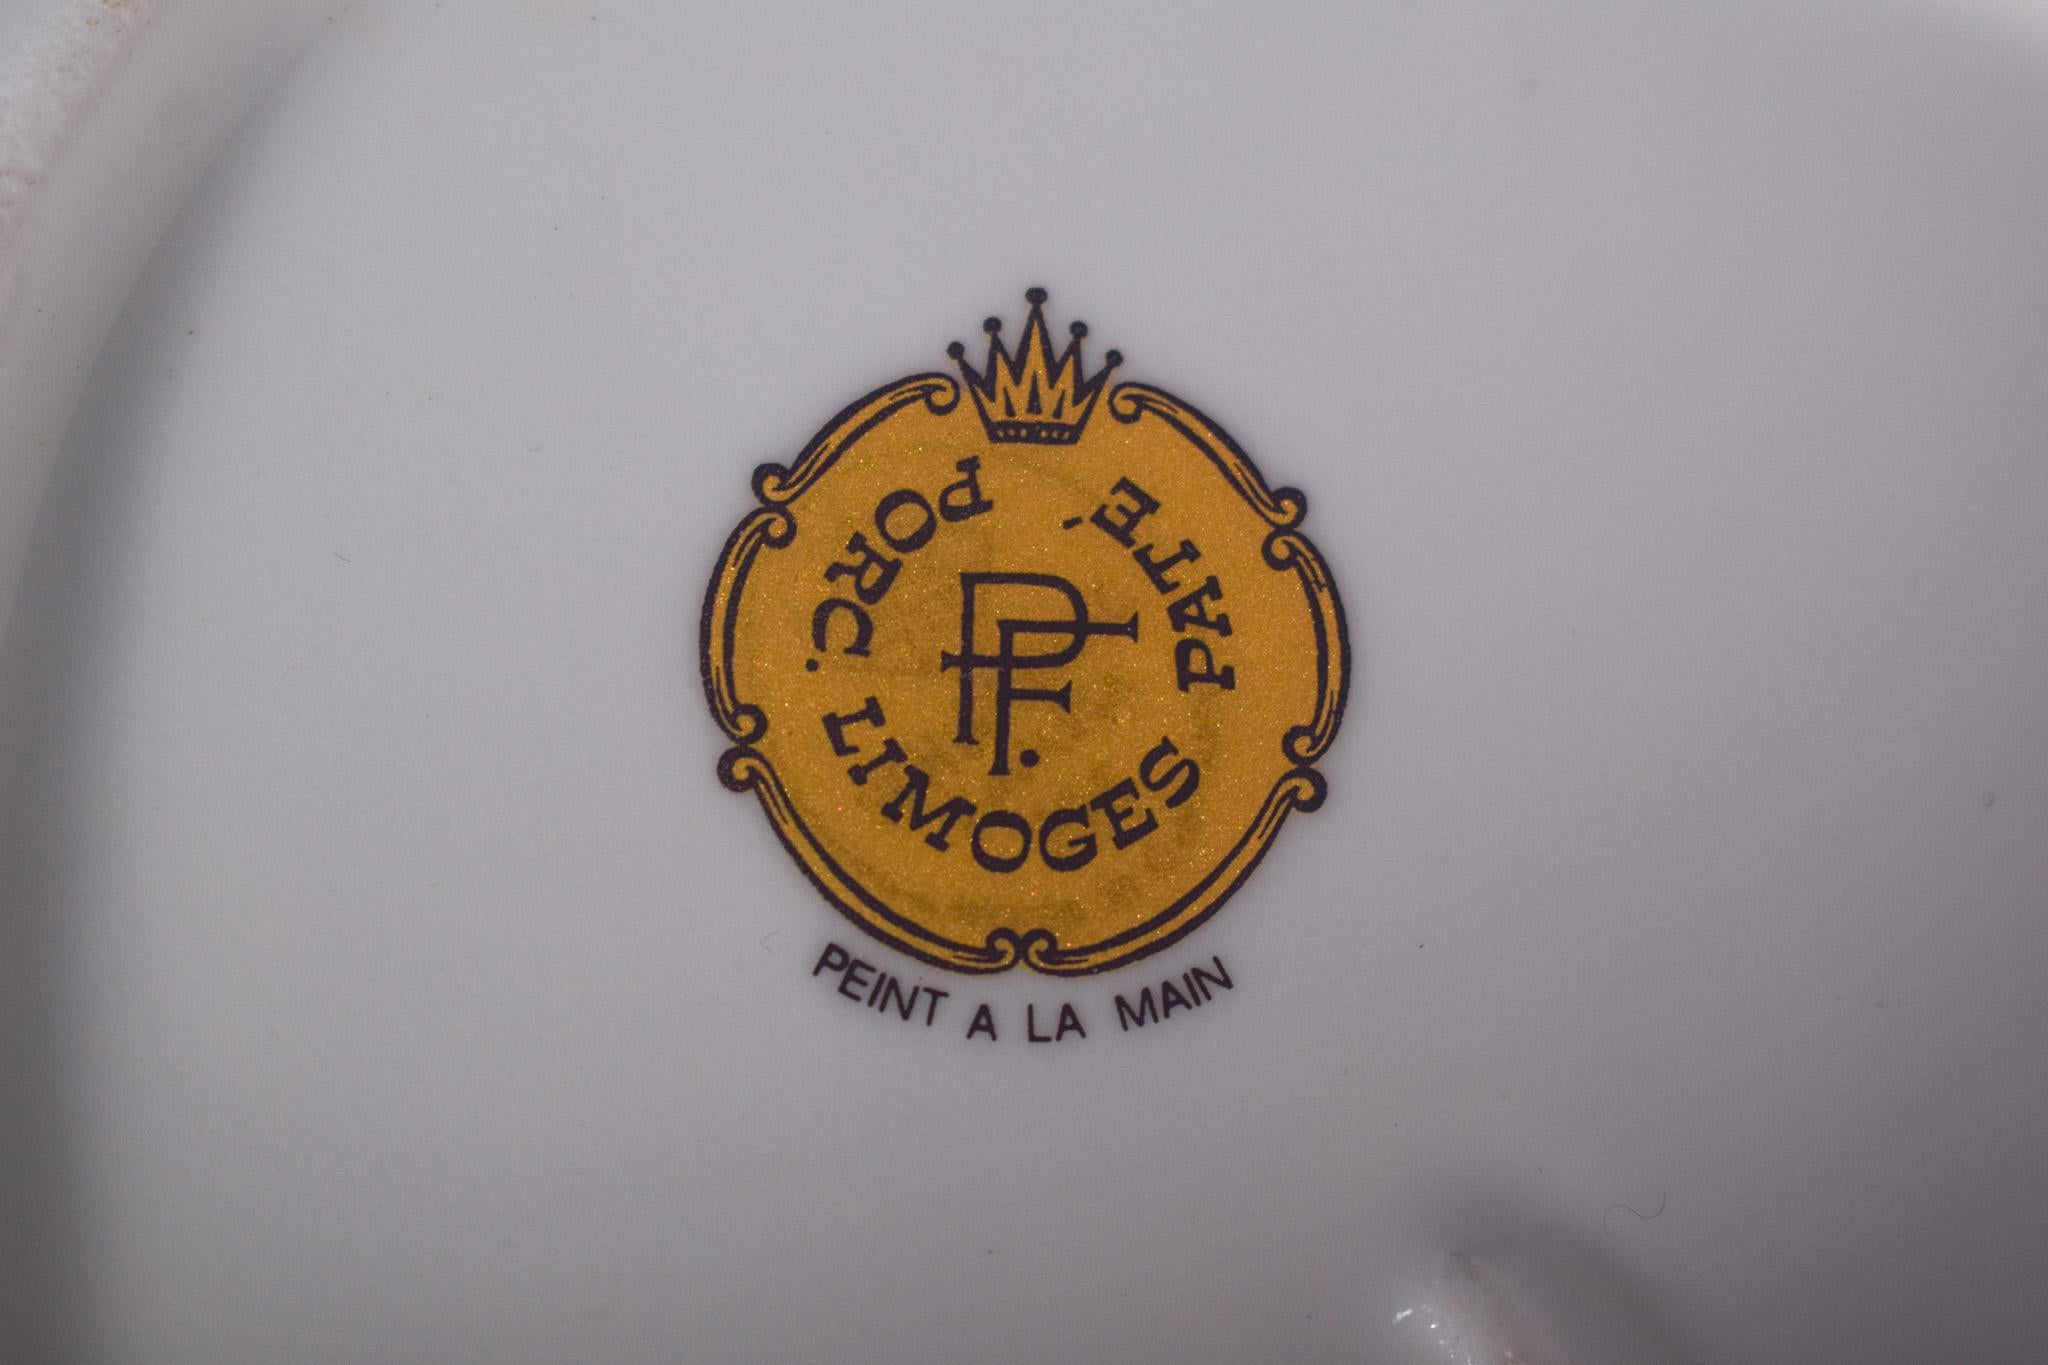 PORC. LIMOGES PATE'
PF.
PEINT A LA MAIN